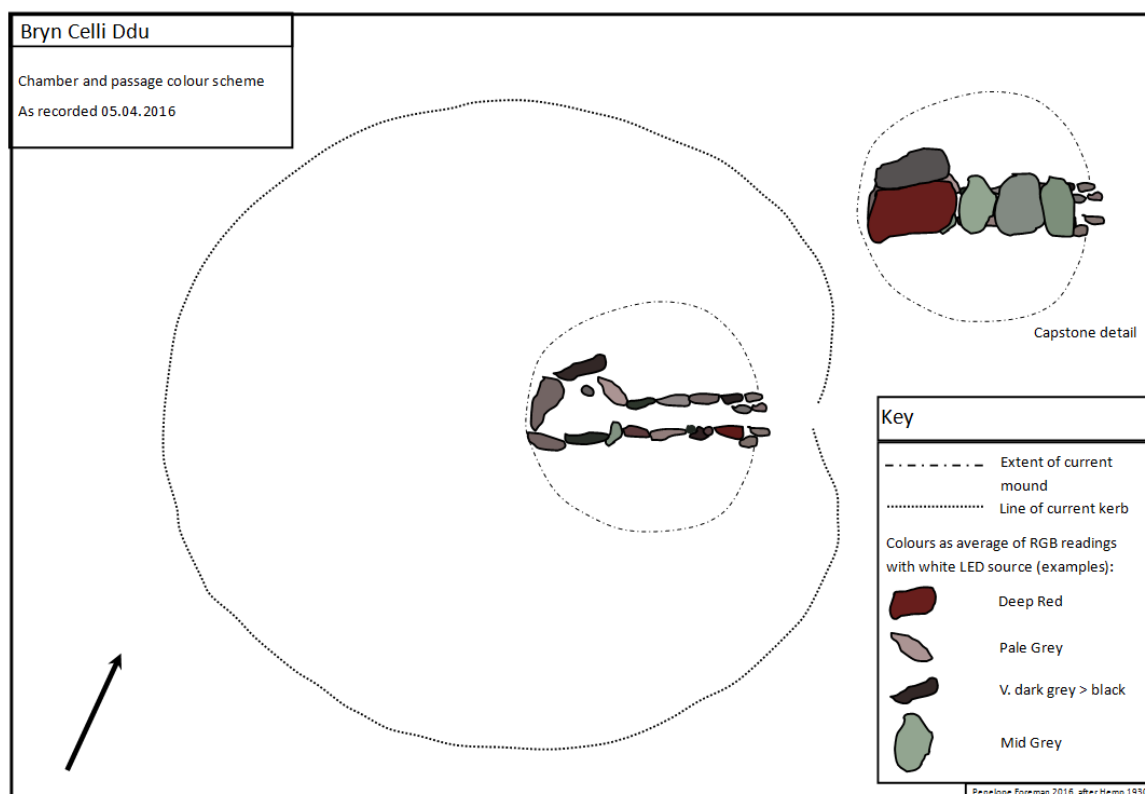 Bryn Celli Ddu
Chamber and passage colour scheme
As recorded 05.04.2016
Capstone detail
Key
Extent of current
mound
Line of current kerb
Colours as average of RGB readings
with white LED source (examples):
Deep Red
Pale Grey
V. dark grey > black
Mid Grey
Penelope Foreman 2016, after Hemp 1930